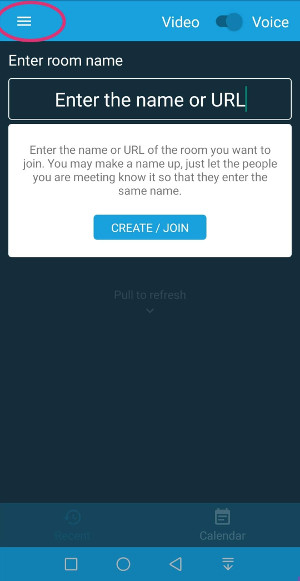 Video Voice
Enter room name
Enter the name or URL
Enter the name or URL of the room you want to
join. You may make a name up, just let the people
you are meeting know it so that they enter the
same name.
CREATE / JOIN
Pull to refresh
Recent
Calendar